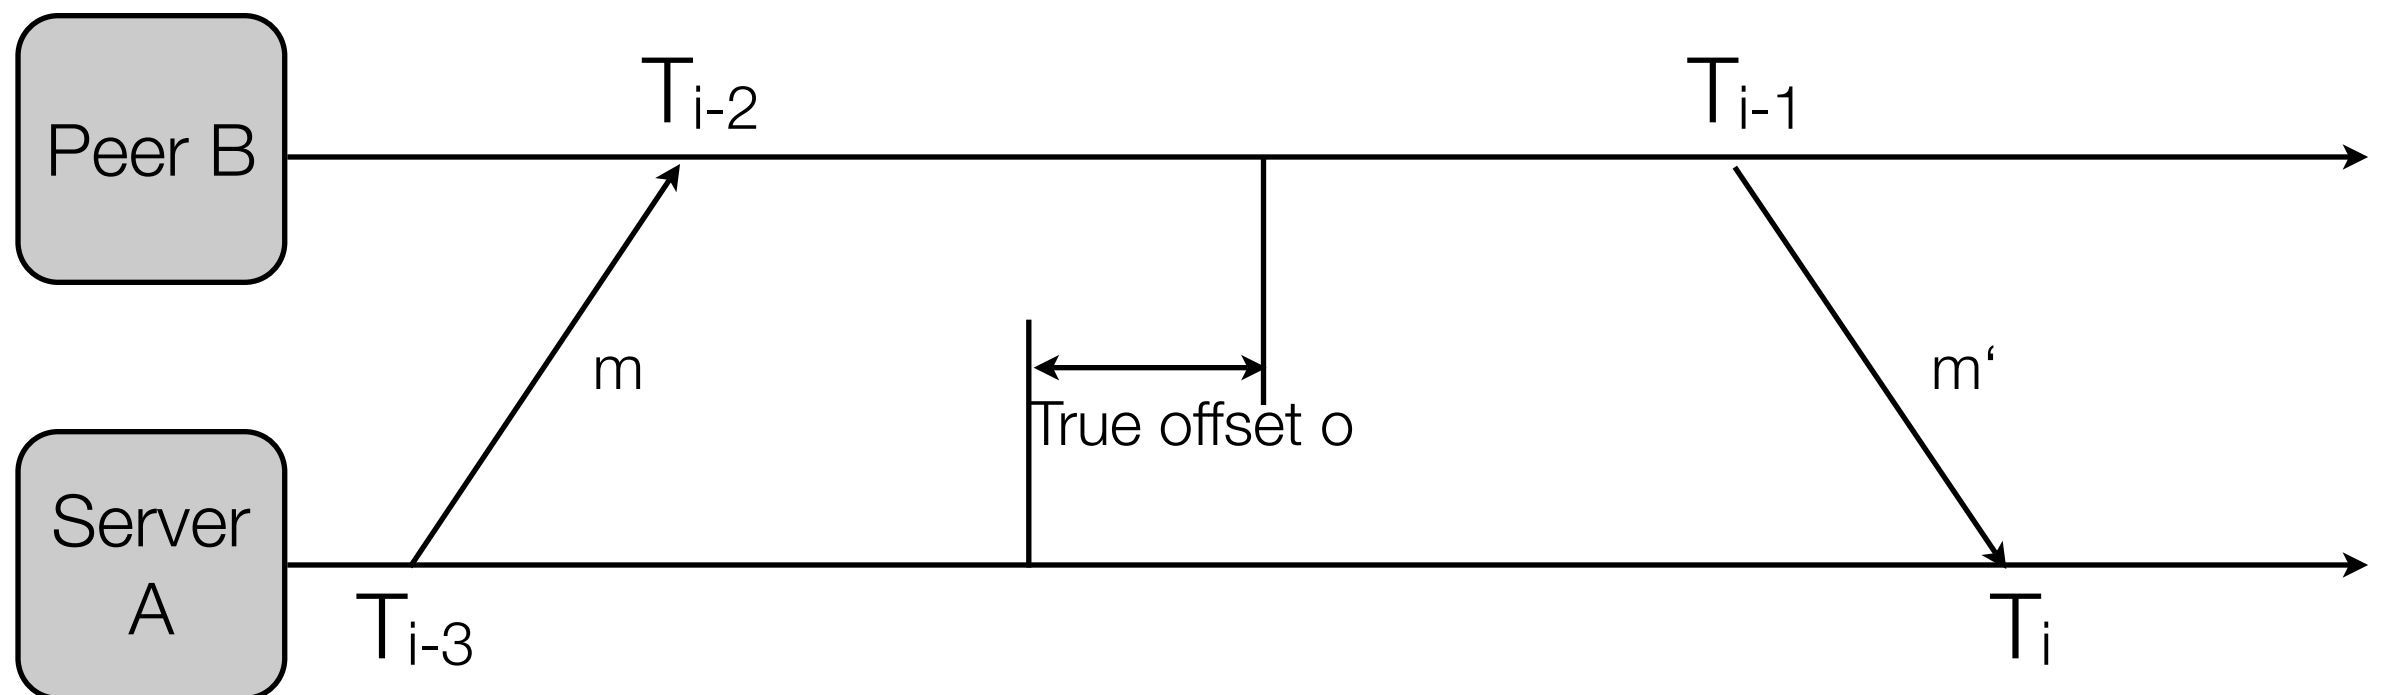 T_{i-2}
T_{i-1}
Peer B
m
m‘
True offset o
Server
A
T_{i-3}
T_i